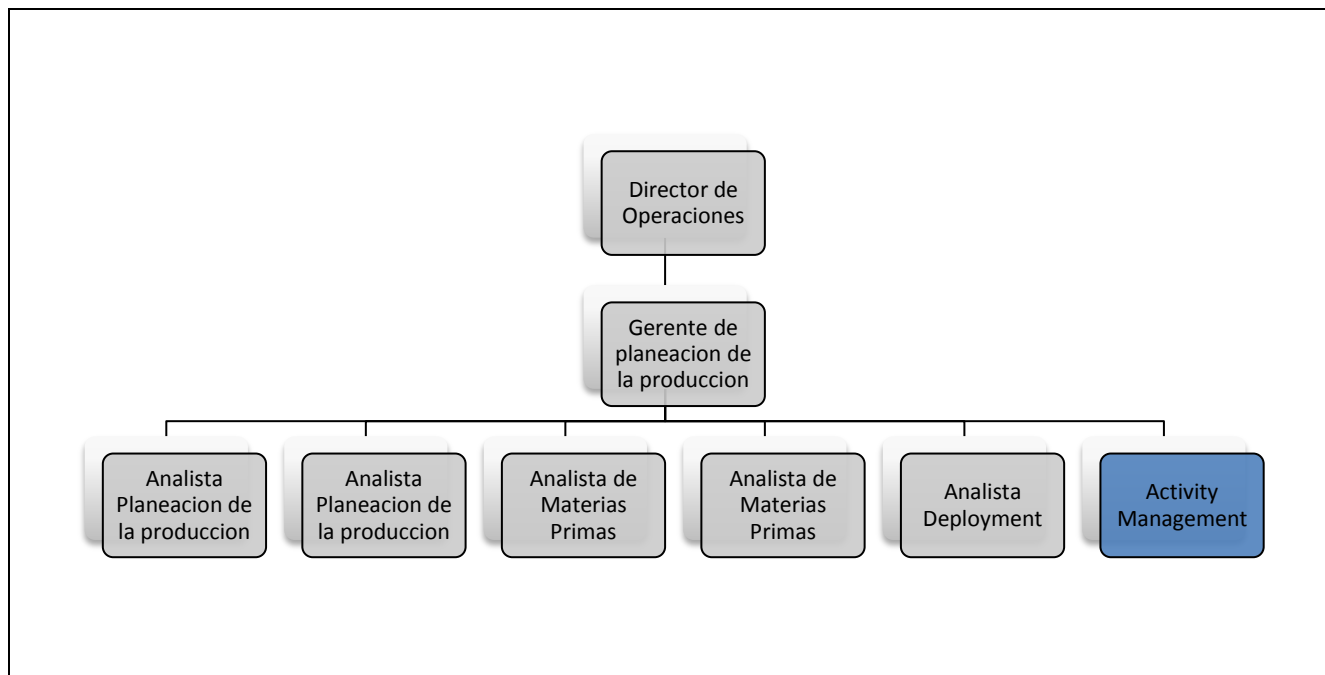 Director de
Operaciones
Gerente de
planeacion de
la produccion
Analista
Planeacion de
la produccion
Analista
Planeacion de
la produccion
Analista de
Materias
Primas
Analista de
Materias
Primas
Analista
Deployment
Activity
Management